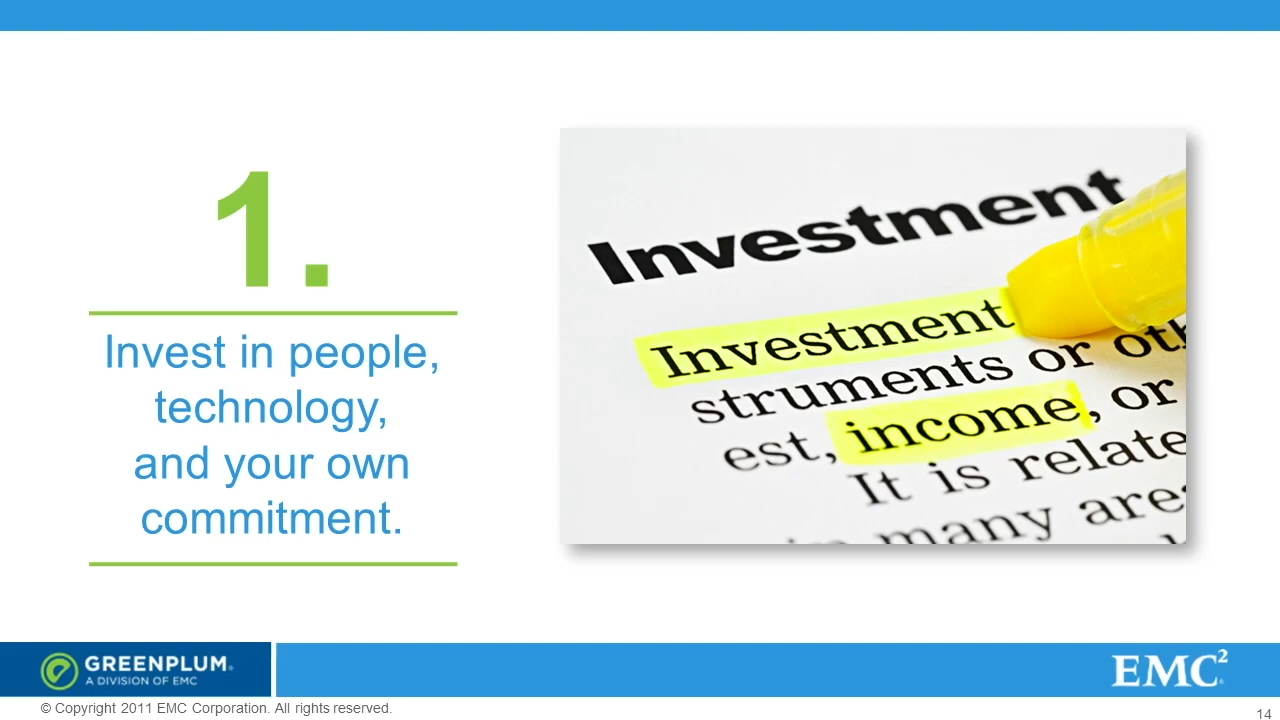 1.
Invest in people,
technology,
and your own
commitment.
Investment
Investment
struments or
est, income, or
It is relate
many are
GREENPLUM
A DIVISION OF EMC
EMC²
© Copyright 2011 EMC Corporation. All rights reserved.
14